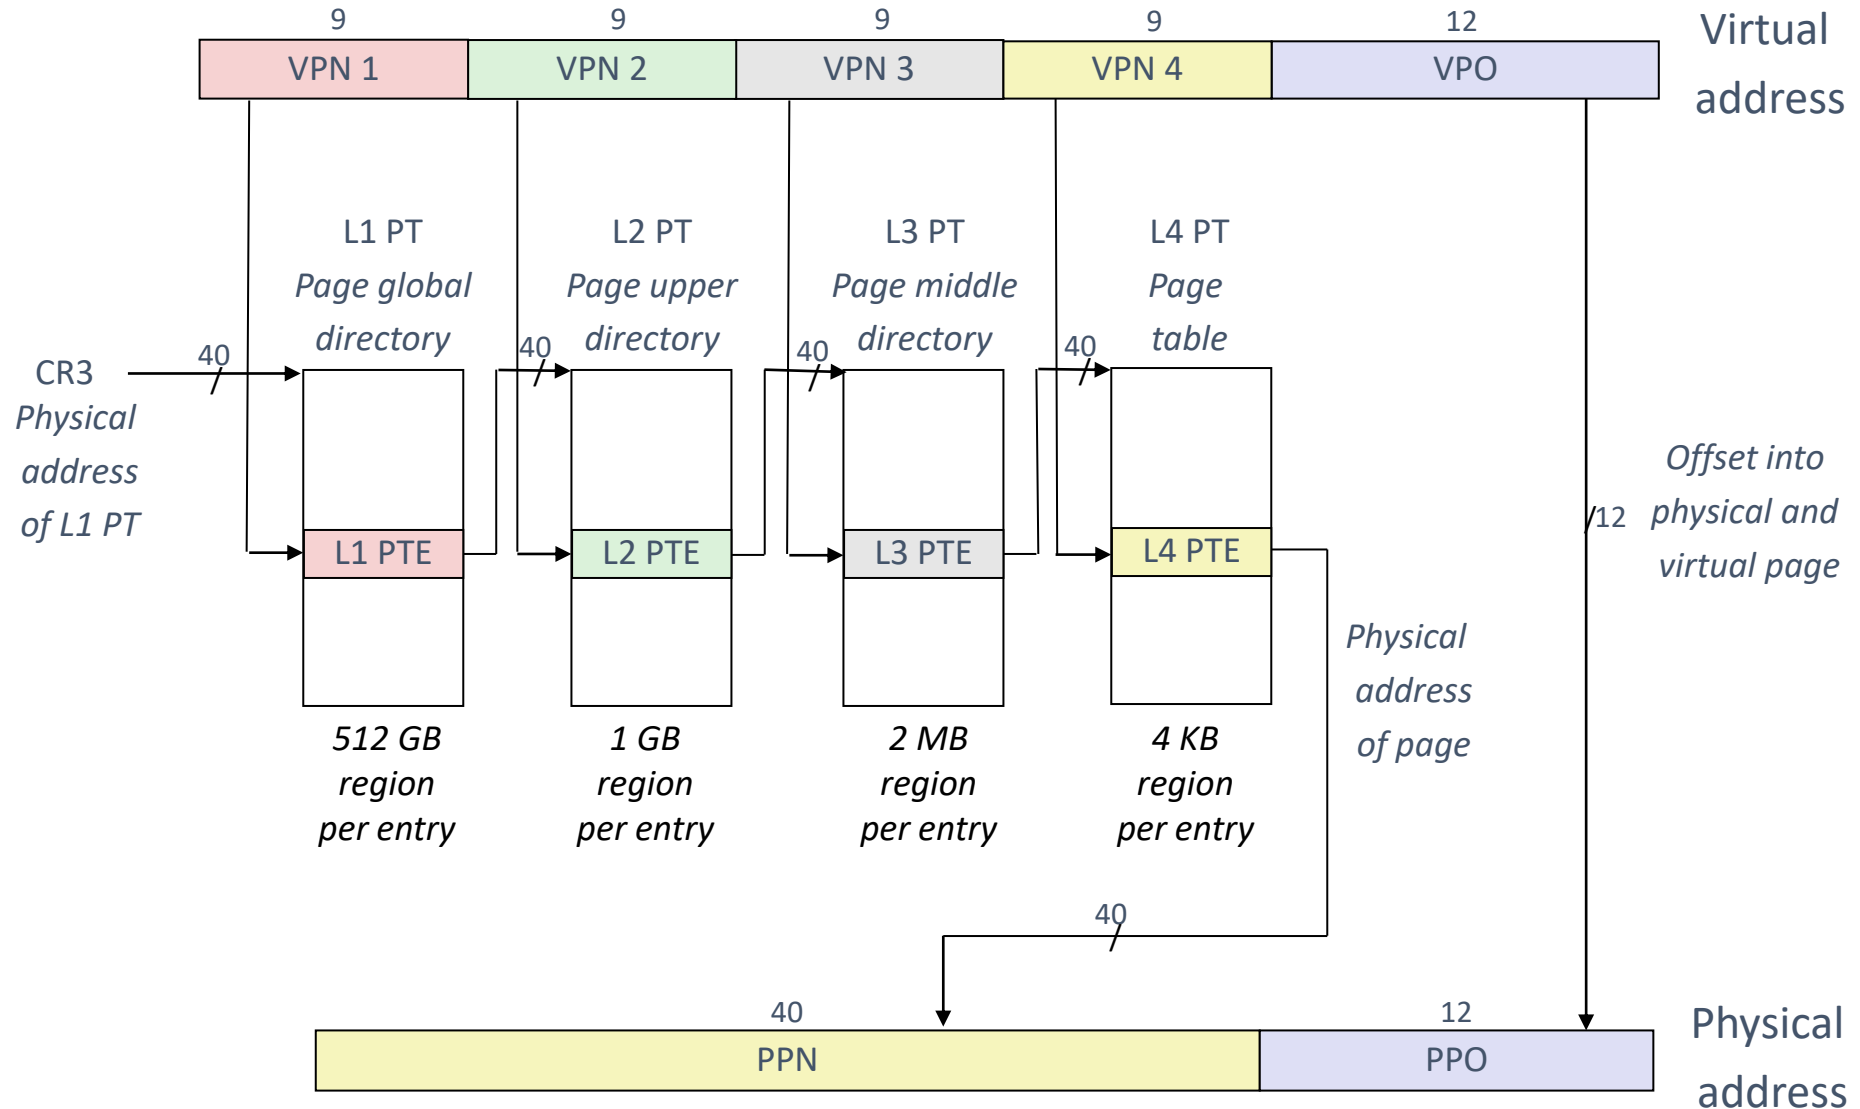 9
9
9
9
12
VPN 1
VPN 2
VPN 3
VPN 4
VPO
Virtual
address
L1 PT
Page global
directory
L2 PT
Page upper
directory
L3 PT
Page middle
directory
L4 PT
Page
table
CR3
Physical
address
of L1 PT
40
40
40
40
L1 PTE
L2 PTE
L3 PTE
L4 PTE
12
Offset into
physical and
virtual page
512 GB
region
per entry
1 GB
region
per entry
2 MB
region
per entry
4 KB
region
per entry
Physical
address
of page
40
40
12
PPN
PPO
Physical
address